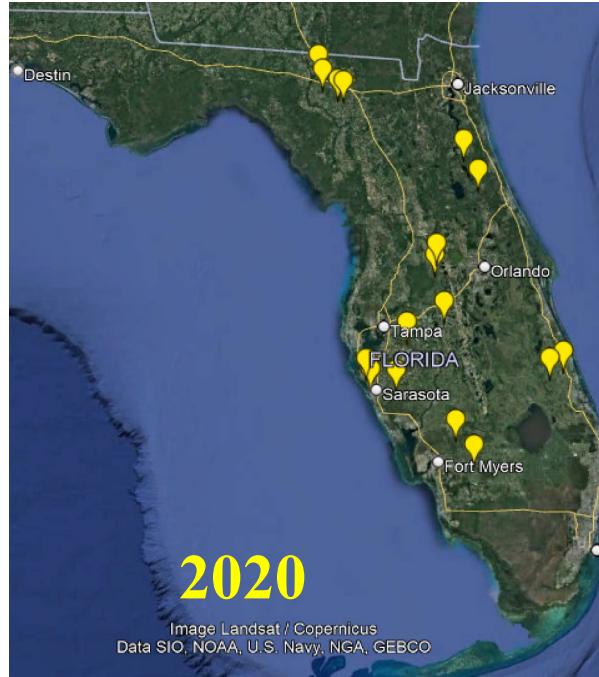 Destin
Jacksonville
Orlando
Tampa
FLORIDA
Sarasota
Fort Myers
2020
Image Landsat / Copernicus
Data SIO, NOAA, U.S. Navy, NGA, GEBCO